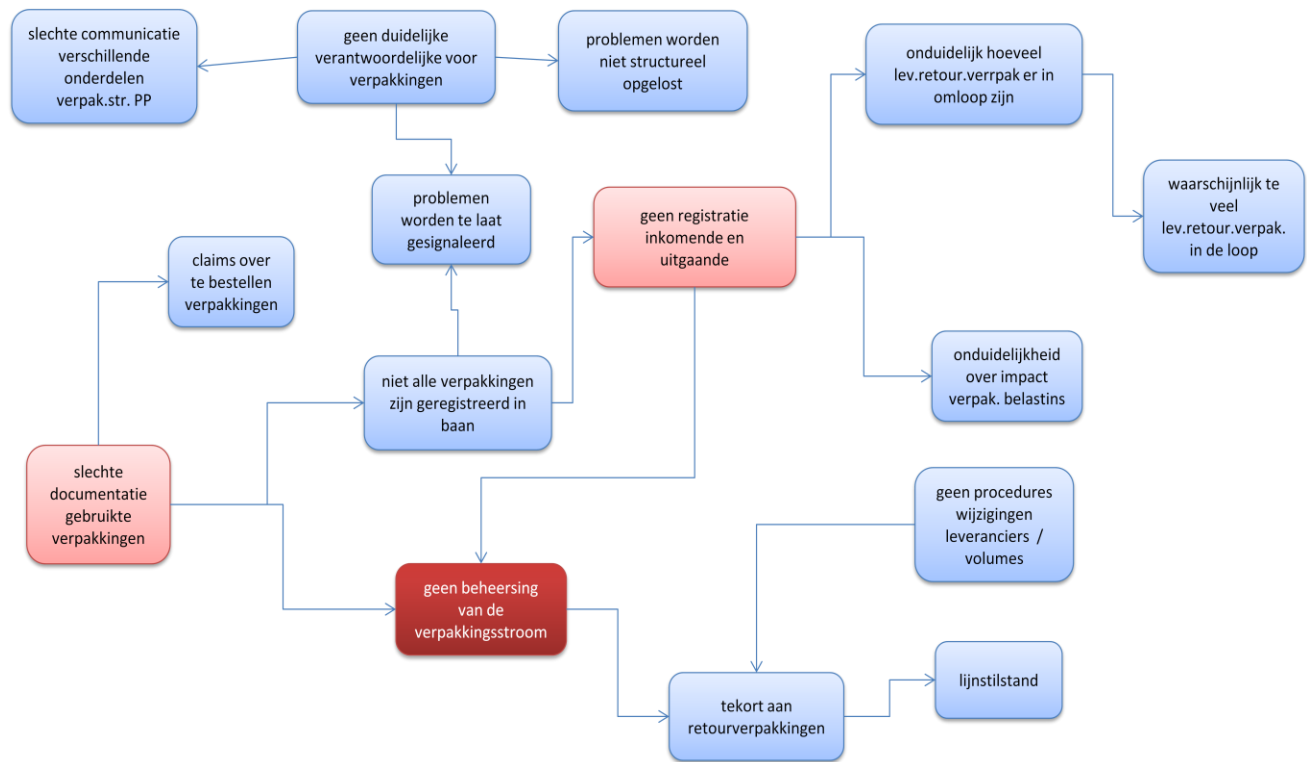 slechte communicatie
verschillende
onderdelen
verpak.str. PP
geen duidelijke
verantwoordelijke voor
verpakkingen
problemen worden
niet structureel
opgelost
onduidelijk hoeveel
lev.retour.verrpak er in
omloop zijn
problemen
worden te laat
gesignaleerd
geen registratie
inkomende en
uitgaande
waarschijnlijk te
veel
lev.retour.verpak.
in de loop
claims over
te bestellen
verpakkingen
niet alle verpakkingen
zijn geregistreerd in
baan
onduidelijkheid
over impact
verpak. belastins
slechte
documentatie
gebruikte
verpakkingen
geen procedures
wijzigingen
leveranciers /
volumes
geen beheersing
van de
verpakkingsstroom
tekort aan
retourverpakkingen
lijnstilstand